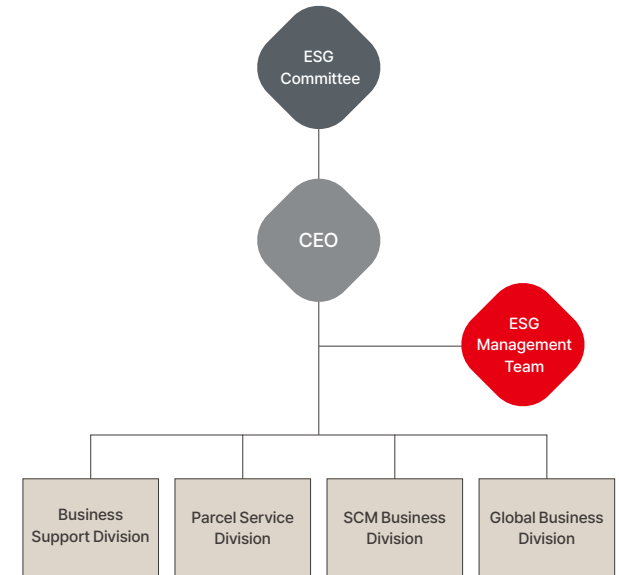 ESG
Committee
CEO
ESG
Management
Team
Business
Support Division
Parcel Service
Division
SCM Business
Division
Global Business
Division